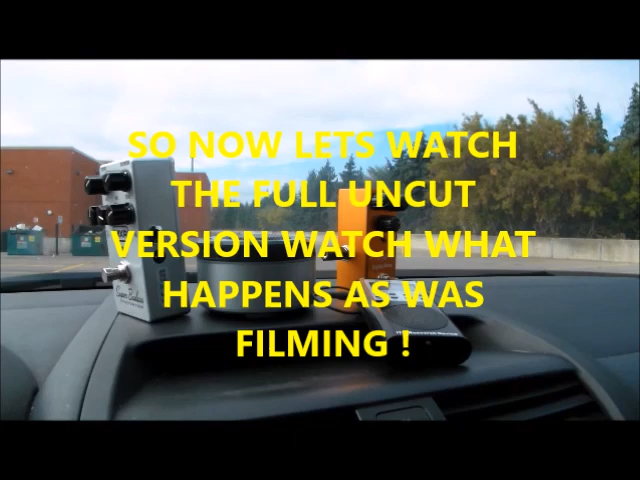 SO NOW LETS WATCH
THE FULL UNCUT
VERSION WATCH WHAT
HAPPENS AS WAS
FILMING !